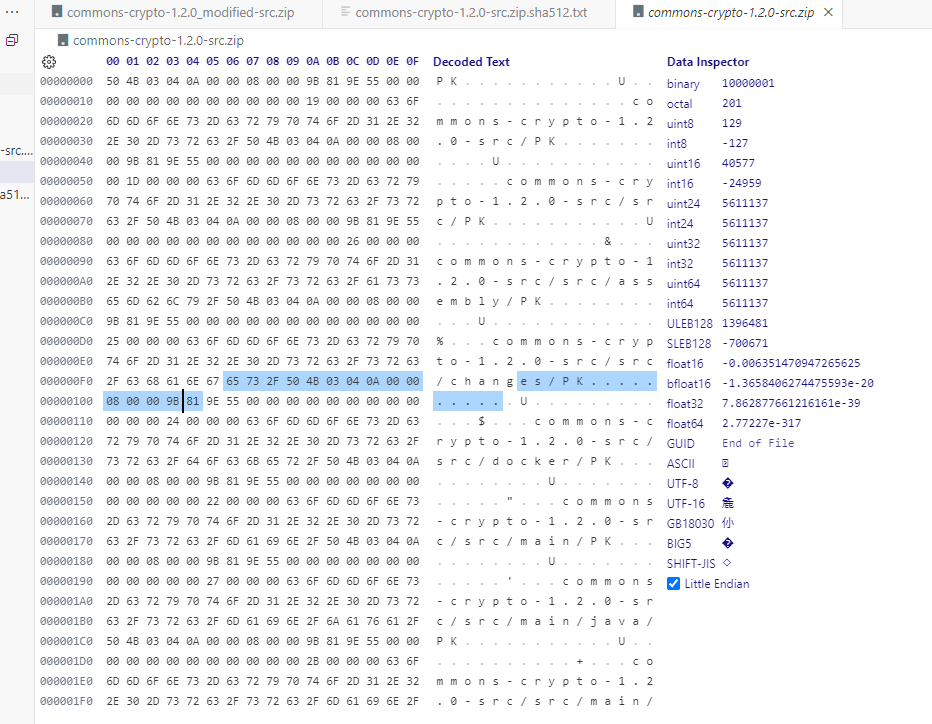 commons-crypto-1.2.0_modified-src.zip
commons-crypto-1.2.0-src.zip.sha512.txt
commons-crypto-1.2.0-src.zip
commons-crypto-1.2.0-src.zip
-src....
a51...
00 01 02 03 04 05 06 07 08 09 0A 0B 0C 0D 0E 0F Decoded Text
00000000 50 4B 03 04 0A 00 00 08 00 00 9B 81 9E 55 00 00 P K . . . . . . . . . . . U . .
00000010 00 00 00 00 00 00 00 00 00 00 19 00 00 00 63 6F . . . . . . . . . . . . . . c o
00000020 6D 6D 6F 6E 73 2D 63 72 79 70 74 6F 2D 31 2E 32 m m o n s - c r y p t o - 1 . 2
00000030 2E 30 2D 73 72 63 2F 50 4B 03 04 0A 00 00 08 00 . 0 - s r c / P K . . . . . . .
00000040 00 9B 81 9E 55 00 00 00 00 00 00 00 00 00 00 00 . . . . U . . . . . . . . . . .
00000050 00 1D 00 00 00 63 6F 6D 6D 6F 6E 73 2D 63 72 79 . . . . . c o m m o n s - c r y
00000060 70 74 6F 2D 31 2E 32 2E 30 2D 73 72 63 2F 73 72 p t o - 1 . 2 . 0 - s r c / s r
00000070 63 2F 50 4B 03 04 0A 00 00 08 00 00 9B 81 9E 55 c / P K . . . . . . . . . . . U
00000080 00 00 00 00 00 00 00 00 00 00 00 00 26 00 00 00 . . . . . . . . . . . . & . . .
00000090 63 6F 6D 6D 6F 6E 73 2D 63 72 79 70 74 6F 2D 31 c o m m o n s - c r y p t o - 1
000000A0 2E 32 2E 30 2D 73 72 63 2F 73 72 63 2F 61 73 73 . 2 . 0 - s r c / s r c / a s s
000000B0 65 6D 62 6C 79 2F 50 4B 03 04 0A 00 00 08 00 00 e m b l y / P K . . . . . . . .
000000C0 9B 81 9E 55 00 00 00 00 00 00 00 00 00 00 00 00 . . . U . . . . . . . . . . . .
000000D0 25 00 00 00 63 6F 6D 6D 6F 6E 73 2D 63 72 79 70 % . . . c o m m o n s - c r y p
000000E0 74 6F 2D 31 2E 32 2E 30 2D 73 72 63 2F 73 72 63 t o - 1 . 2 . 0 - s r c / s r c
000000F0 2F 63 68 61 6E 67 65 73 2F 50 4B 03 04 0A 00 00 / c h a n g e s / P K . . . . .
00000100 08 00 00 9B 81 9E 55 00 00 00 00 00 00 00 00 00 . . . . . . U . . . . . . . . .
00000110 00 00 00 24 00 00 00 63 6F 6D 6D 6F 6E 73 2D 63 . . . $ . . . c o m m o n s - c
00000120 72 79 70 74 6F 2D 31 2E 32 2E 30 2D 73 72 63 2F r y p t o - 1 . 2 . 0 - s r c /
00000130 73 72 63 2F 64 6F 63 6B 65 72 2F 50 4B 03 04 0A s r c / d o c k e r / P K . . .
00000140 00 00 08 00 00 9B 81 9E 55 00 00 00 00 00 00 00 . . . . . . . . U . . . . . . .
00000150 00 00 00 00 00 22 00 00 00 63 6F 6D 6D 6F 6E 73 . . . . . " . . . c o m m o n s
00000160 2D 63 72 79 70 74 6F 2D 31 2E 32 2E 30 2D 73 72 - c r y p t o - 1 . 2 . 0 - s r
00000170 63 2F 73 72 63 2F 6D 61 69 6E 2F 50 4B 03 04 0A c / s r c / m a i n / P K . . .
00000180 00 00 08 00 00 9B 81 9E 55 00 00 00 00 00 00 00 . . . . . . . . U . . . . . . .
00000190 00 00 00 00 00 27 00 00 00 63 6F 6D 6D 6F 6E 73 . . . . . ' . . . c o m m o n s
000001A0 2D 63 72 79 70 74 6F 2D 31 2E 32 2E 30 2D 73 72 - c r y p t o - 1 . 2 . 0 - s r
000001B0 63 2F 73 72 63 2F 6D 61 69 6E 2F 6A 61 76 61 2F c / s r c / m a i n / j a v a /
000001C0 50 4B 03 04 0A 00 00 08 00 00 9B 81 9E 55 00 00 P K . . . . . . . . . . . U . .
000001D0 00 00 00 00 00 00 00 00 00 00 2B 00 00 00 63 6F . . . . . . . . . . + . . . c o
000001E0 6D 6D 6F 6E 73 2D 63 72 79 70 74 6F 2D 31 2E 32 m m o n s - c r y p t o - 1 . 2
000001F0 2E 30 2D 73 72 63 2F 73 72 63 2F 6D 61 69 6E 2F . 0 - s r c / s r c / m a i n /
Data Inspector
binary 10000001
octal 201
uint8 129
int8 -127
uint16 40577
int16 -24959
uint24 5611137
int24 5611137
uint32 5611137
int32 5611137
uint64 5611137
int64 5611137
ULEB128 1396481
SLEB128 -700671
float16 -0.006351470947265625
bfloat16 -1.3658406274475593e-20
float32 7.862877661216161e-39
float64 2.77227e-317
GUID End of File
ASCII
UTF-8 �
UTF-16
GB18030
BIG5 �
SHIFT-JIS
Little Endian